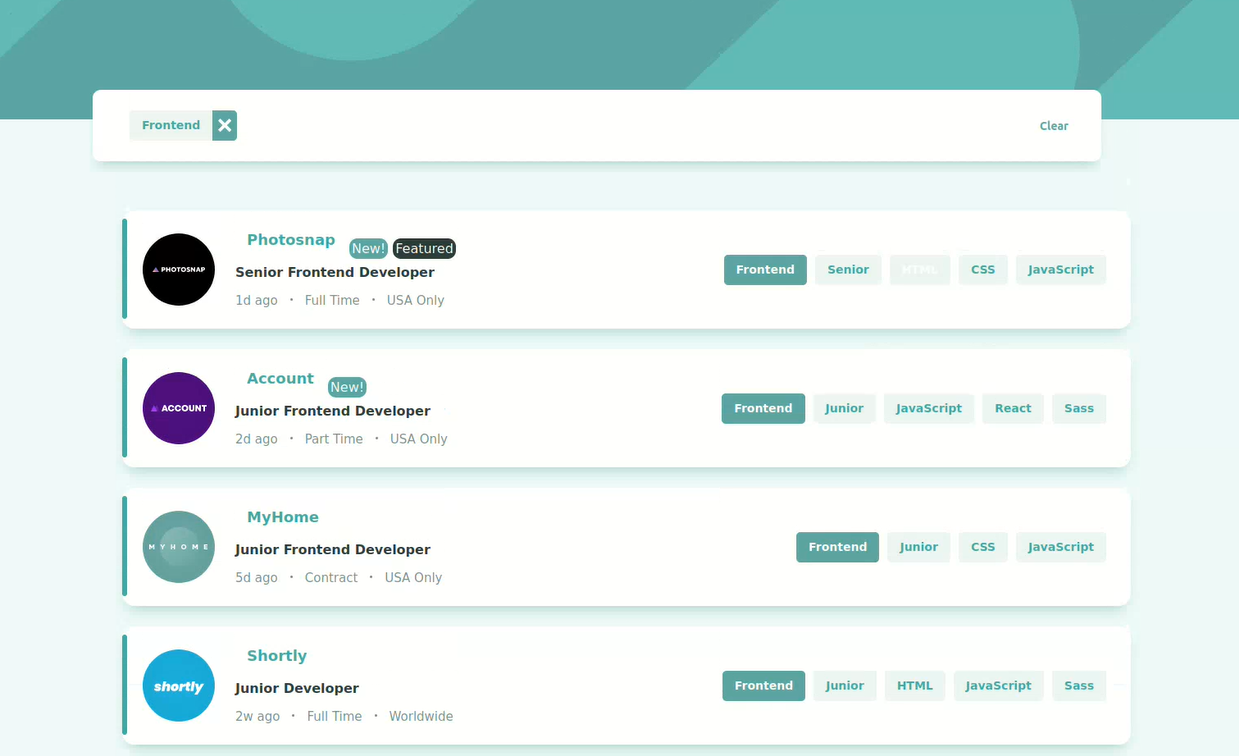 Frontend
Clear
PHOTOSNAP
Photosnap New! Featured
Senior Frontend Developer
1d ago • Full Time • USA Only
Frontend Senior HTML CSS JavaScript
ACCOUNT
Account New!
Junior Frontend Developer
2d ago • Part Time • USA Only
Frontend Junior JavaScript React Sass
MYHOME
MyHome
Junior Frontend Developer
5d ago • Contract • USA Only
Frontend Junior CSS JavaScript
shortly
Shortly
Junior Developer
2w ago • Full Time • Worldwide
Frontend Junior HTML JavaScript Sass